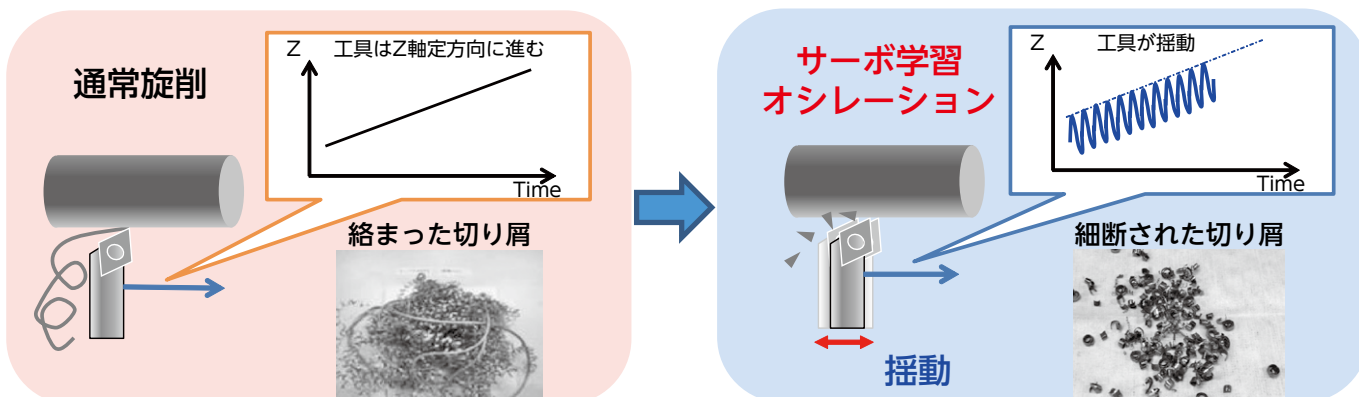 通常旋削
Z 工具はZ軸定方向に進む
Time
絡まった切り屑
サーボ学習
オシレーション
Z 工具が揺動
Time
細断された切り屑
揺動